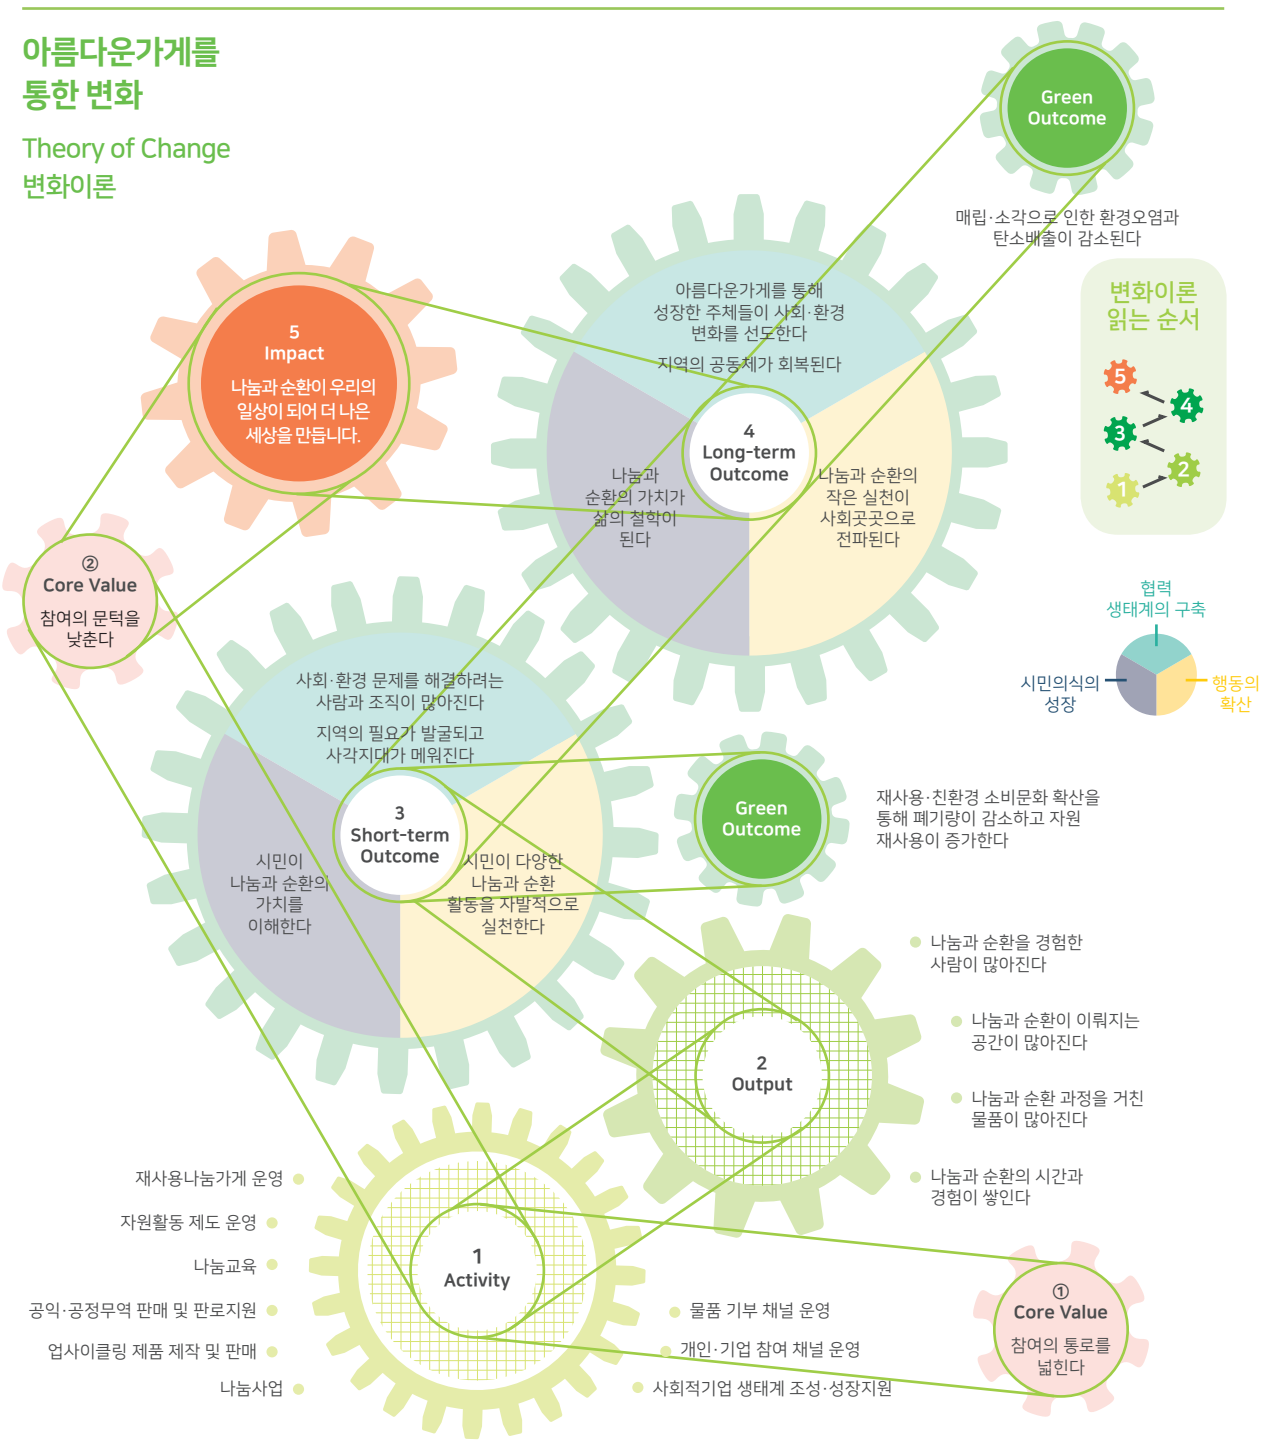 아름다운가게를
통한 변화
Theory of Change
변화이론
Green
Outcome
매립·소각으로 인한 환경오염과
탄소배출이 감소된다
변화이론
읽는 순서
5
4
3
2
1
협력
생태계의 구축
시민의식의
성장
행동의
확산
5
Impact
나눔과 순환이 우리의
일상이 되어 더 나은
세상을 만듭니다.
아름다운가게를 통해
성장한 주체들이 사회·환경
변화를 선도한다
지역의 공동체가 회복된다
4
Long-term
Outcome
나눔과
순환의 가치가
삶의 철학이
된다
나눔과 순환의
작은 실천이
사회곳곳으로
전파된다
②
Core Value
참여의 문턱을
낮춘다
사회·환경 문제를 해결하려는
사람과 조직이 많아진다
지역의 필요가 발굴되고
사각지대가 메워진다
3
Short-term
Outcome
시민이
나눔과 순환의
가치를
이해한다
시민이 다양한
나눔과 순환
활동을 자발적으로
실천한다
Green
Outcome
재사용·친환경 소비문화 확산을
통해 폐기량이 감소하고 자원
재사용이 증가한다
2
Output
나눔과 순환을 경험한
사람이 많아진다
나눔과 순환이 이뤄지는
공간이 많아진다
나눔과 순환 과정을 거친
물품이 많아진다
나눔과 순환의 시간과
경험이 쌓인다
1
Activity
재사용나눔가게 운영
자원활동 제도 운영
나눔교육
공익·공정무역 판매 및 판로지원
업사이클링 제품 제작 및 판매
나눔사업
물품 기부 채널 운영
개인·기업 참여 채널 운영
사회적기업 생태계 조성·성장지원
①
Core Value
참여의 통로를
넓힌다